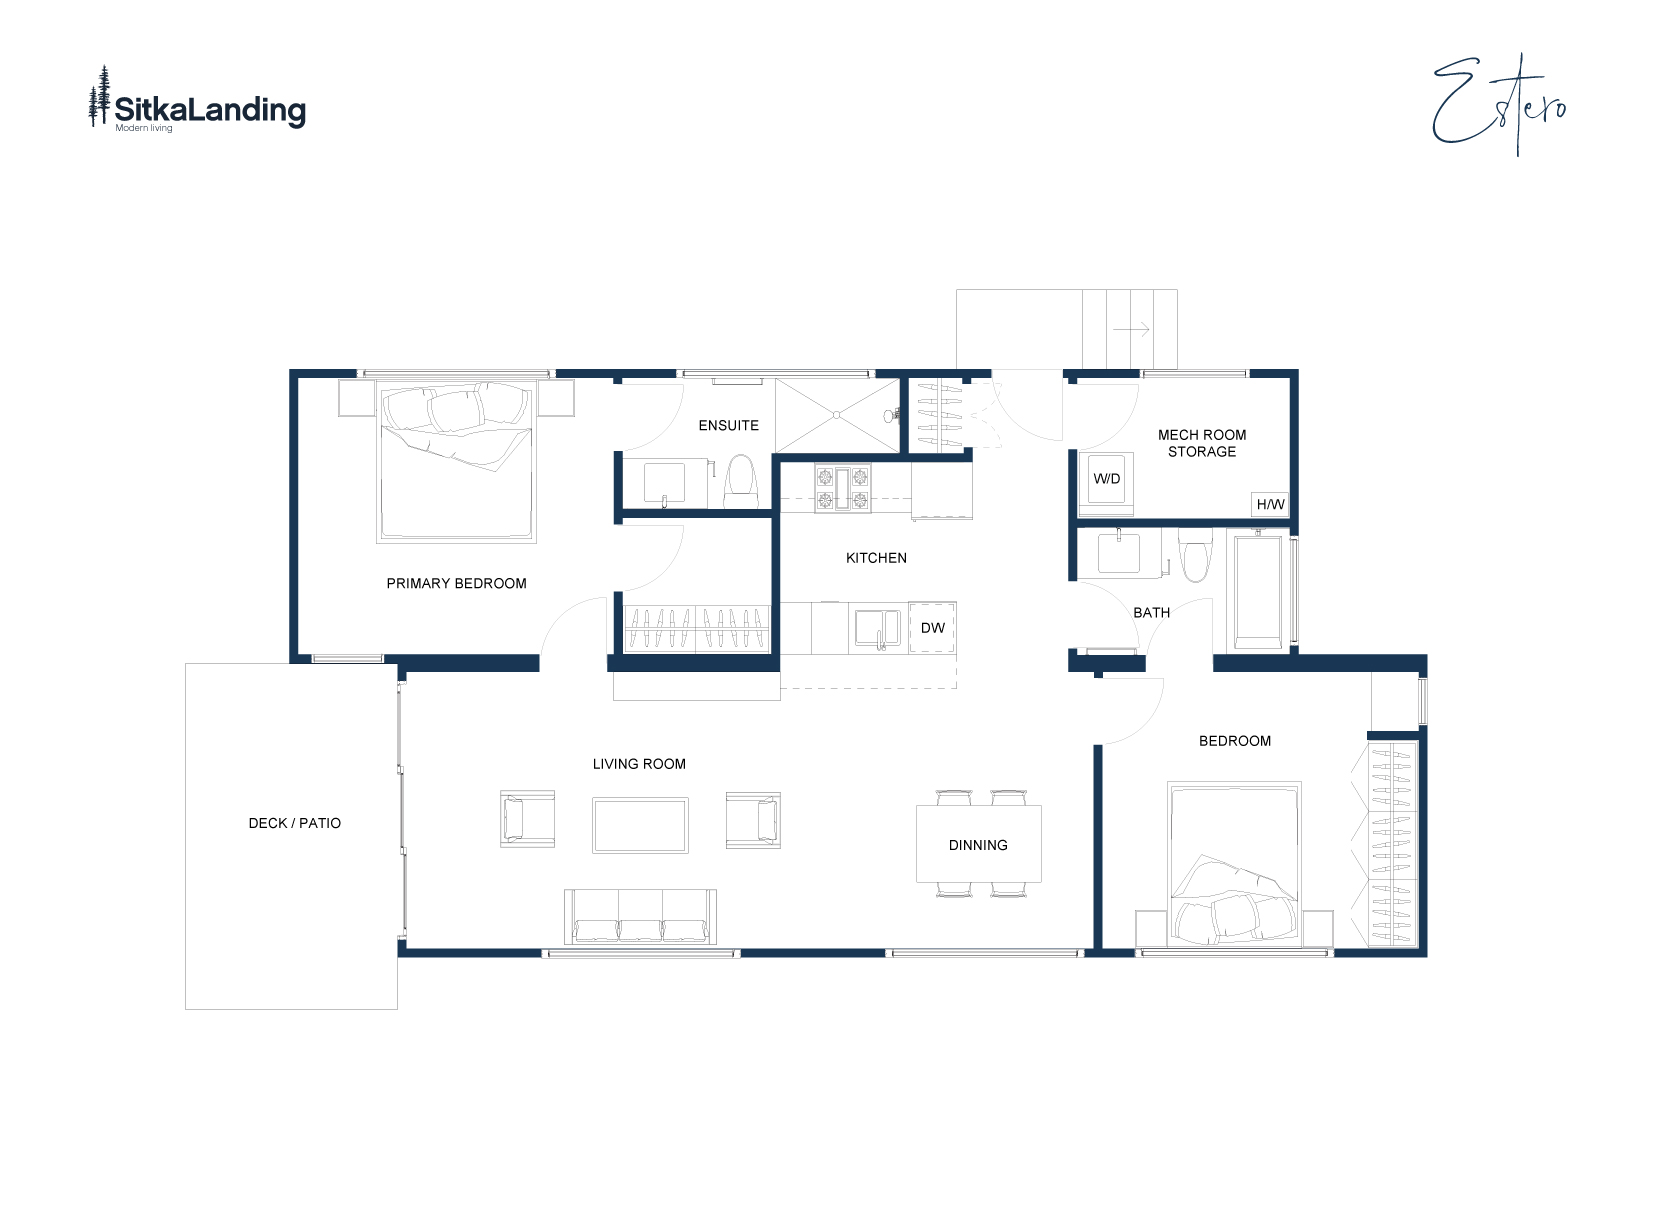 SitkaLanding
Modern living
Estero
ENSUITE
MECH ROOM
STORAGE
W/D
H/W
KITCHEN
PRIMARY BEDROOM
BATH
DW
BEDROOM
LIVING ROOM
DECK / PATIO
DINNING